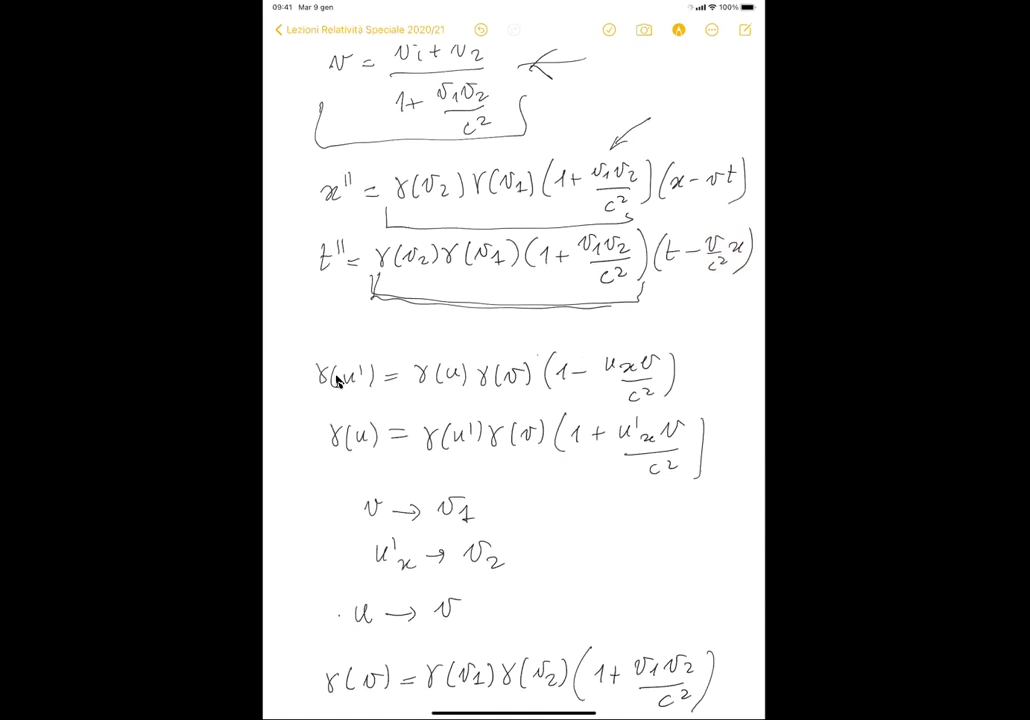 09:41 Mar 9 gen 100%
Lezioni Relatività Speciale 2020/21
v = (v₁ + v₂) / (1 + v₁v₂/c²)
x'' = γ(v₂) γ(v₁) (1 + v₁v₂/c²) (x - vt)
t'' = γ(v₂) γ(v₁) (1 + v₁v₂/c²) (t - v/c² x)
γ(u') = γ(u) γ(v) (1 - uₓv/c²)
γ(u) = γ(u') γ(v) (1 + u'ₓv/c²)
v → v₁
u'ₓ → v₂
u → v
γ(v) = γ(v₁) γ(v₂) (1 + v₁v₂/c²)